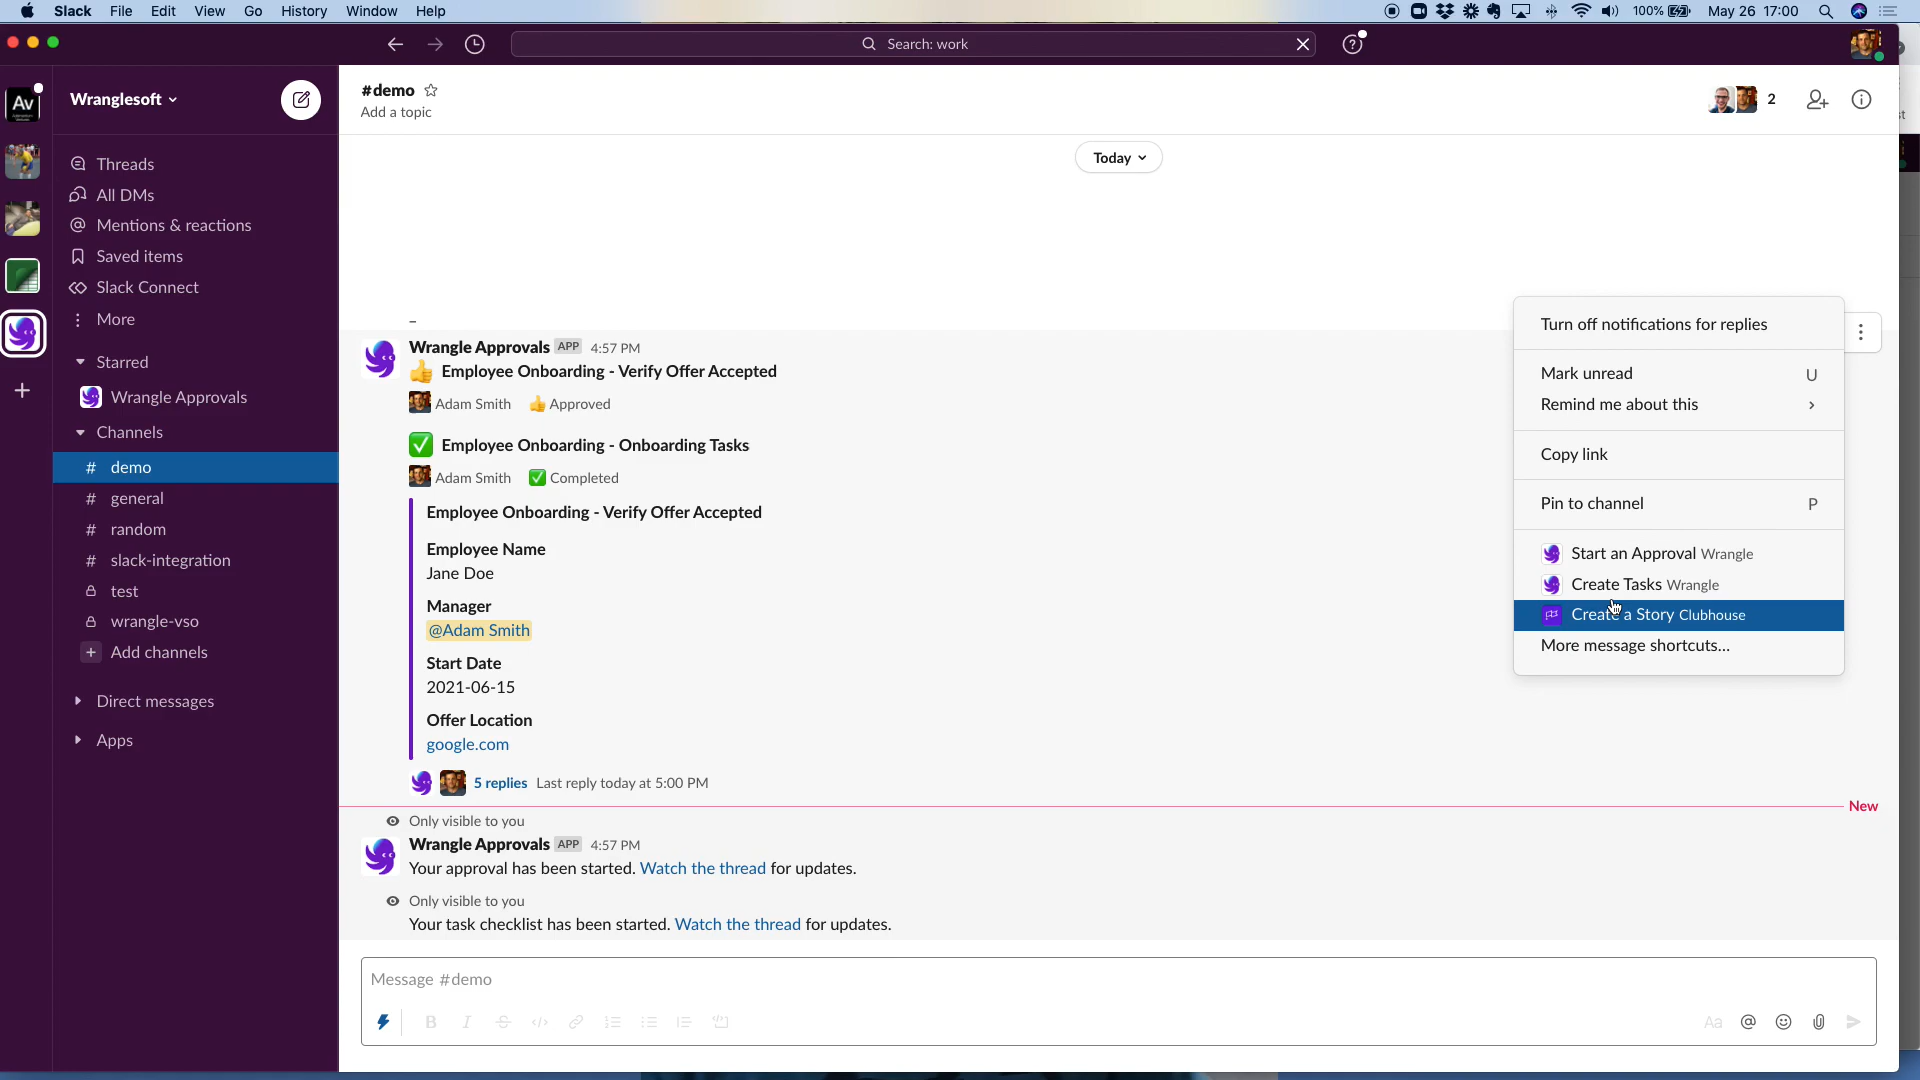 Slack File Edit View Go History Window Help 100% May 26 17:00
Search: work
Av
Wranglesoft
#demo
Add a topic
2
Threads
All DMs
Mentions & reactions
Saved items
Slack Connect
More
Starred
Wrangle Approvals
Channels
# demo
# general
# random
# slack-integration
test
wrangle-vso
+ Add channels
Direct messages
Apps
Today
Wrangle Approvals APP 4:57 PM
Employee Onboarding - Verify Offer Accepted
Adam Smith Approved
Employee Onboarding - Onboarding Tasks
Adam Smith Completed
Employee Onboarding - Verify Offer Accepted
Employee Name
Jane Doe
Manager
@Adam Smith
Start Date
2021-06-15
Offer Location
google.com
5 replies Last reply today at 5:00 PM
New
Only visible to you
Wrangle Approvals APP 4:57 PM
Your approval has been started. Watch the thread for updates.
Only visible to you
Your task checklist has been started. Watch the thread for updates.
Message #demo
B I S Aa @
Turn off notifications for replies
Mark unread U
Remind me about this
Copy link
Pin to channel P
Start an Approval Wrangle
Create Tasks Wrangle
Create a Story Clubhouse
More message shortcuts...